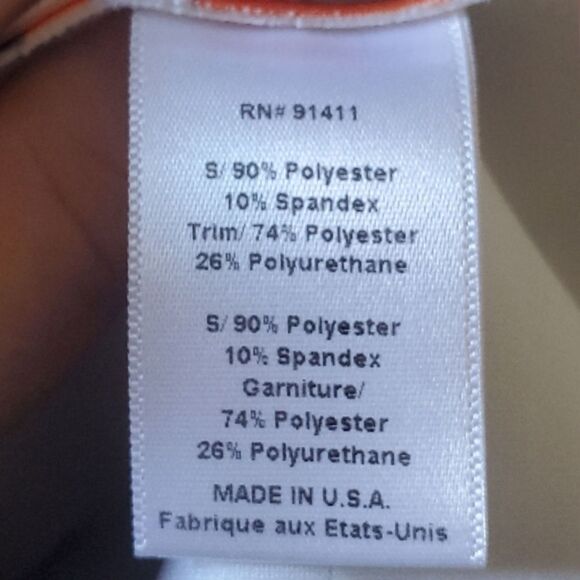 RN# 91411
S/ 90% Polyester
10% Spandex
Trim/ 74% Polyester
26% Polyurethane
S/ 90% Polyester
10% Spandex
Garniture/
74% Polyester
26% Polyurethane
MADE IN U.S.A.
Fabrique aux Etats-Unis